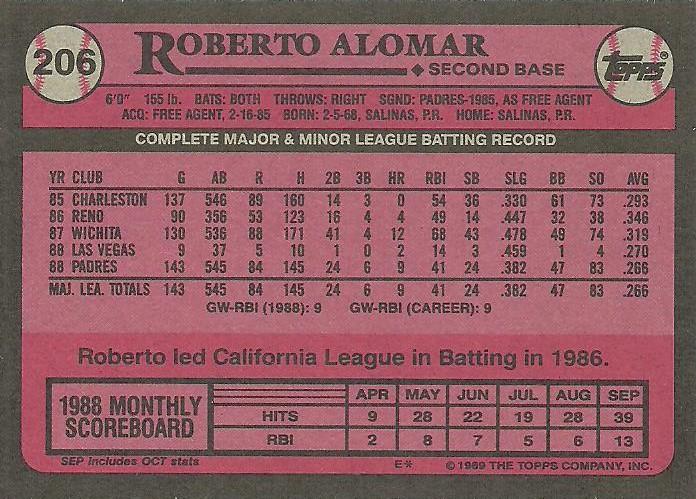 206
ROBERTO ALOMAR
◆ SECOND BASE
Topps®
6'0" 155 lb. BATS: BOTH THROWS: RIGHT SGND: PADRES-1985, AS FREE AGENT
ACQ: FREE AGENT, 2-16-85 BORN: 2-5-68, SALINAS, P.R. HOME: SALINAS, P.R.
COMPLETE MAJOR & MINOR LEAGUE BATTING RECORD
YR CLUB G AB R H 2B 3B HR RBI SB SLG BB SO AVG
85 CHARLESTON 137 546 89 160 14 3 0 54 36 .330 61 73 .293
86 RENO 90 356 53 123 16 4 4 49 14 .447 32 38 .346
87 WICHITA 130 536 88 171 41 4 12 68 43 .478 49 74 .319
88 LAS VEGAS 9 37 5 10 1 0 2 14 3 .459 1 4 .270
88 PADRES 143 545 84 145 24 6 9 41 24 .382 47 83 .266
MAJ. LEA. TOTALS 143 545 84 145 24 6 9 41 24 .382 47 83 .266
GW-RBI (1988): 9 GW-RBI (CAREER): 9
Roberto led California League in Batting in 1986.
1988 MONTHLY
SCOREBOARD
APR MAY JUN JUL AUG SEP
HITS 9 28 22 19 28 39
RBI 2 8 7 5 6 13
SEP includes OCT stats
E* ©1989 THE TOPPS COMPANY, INC.